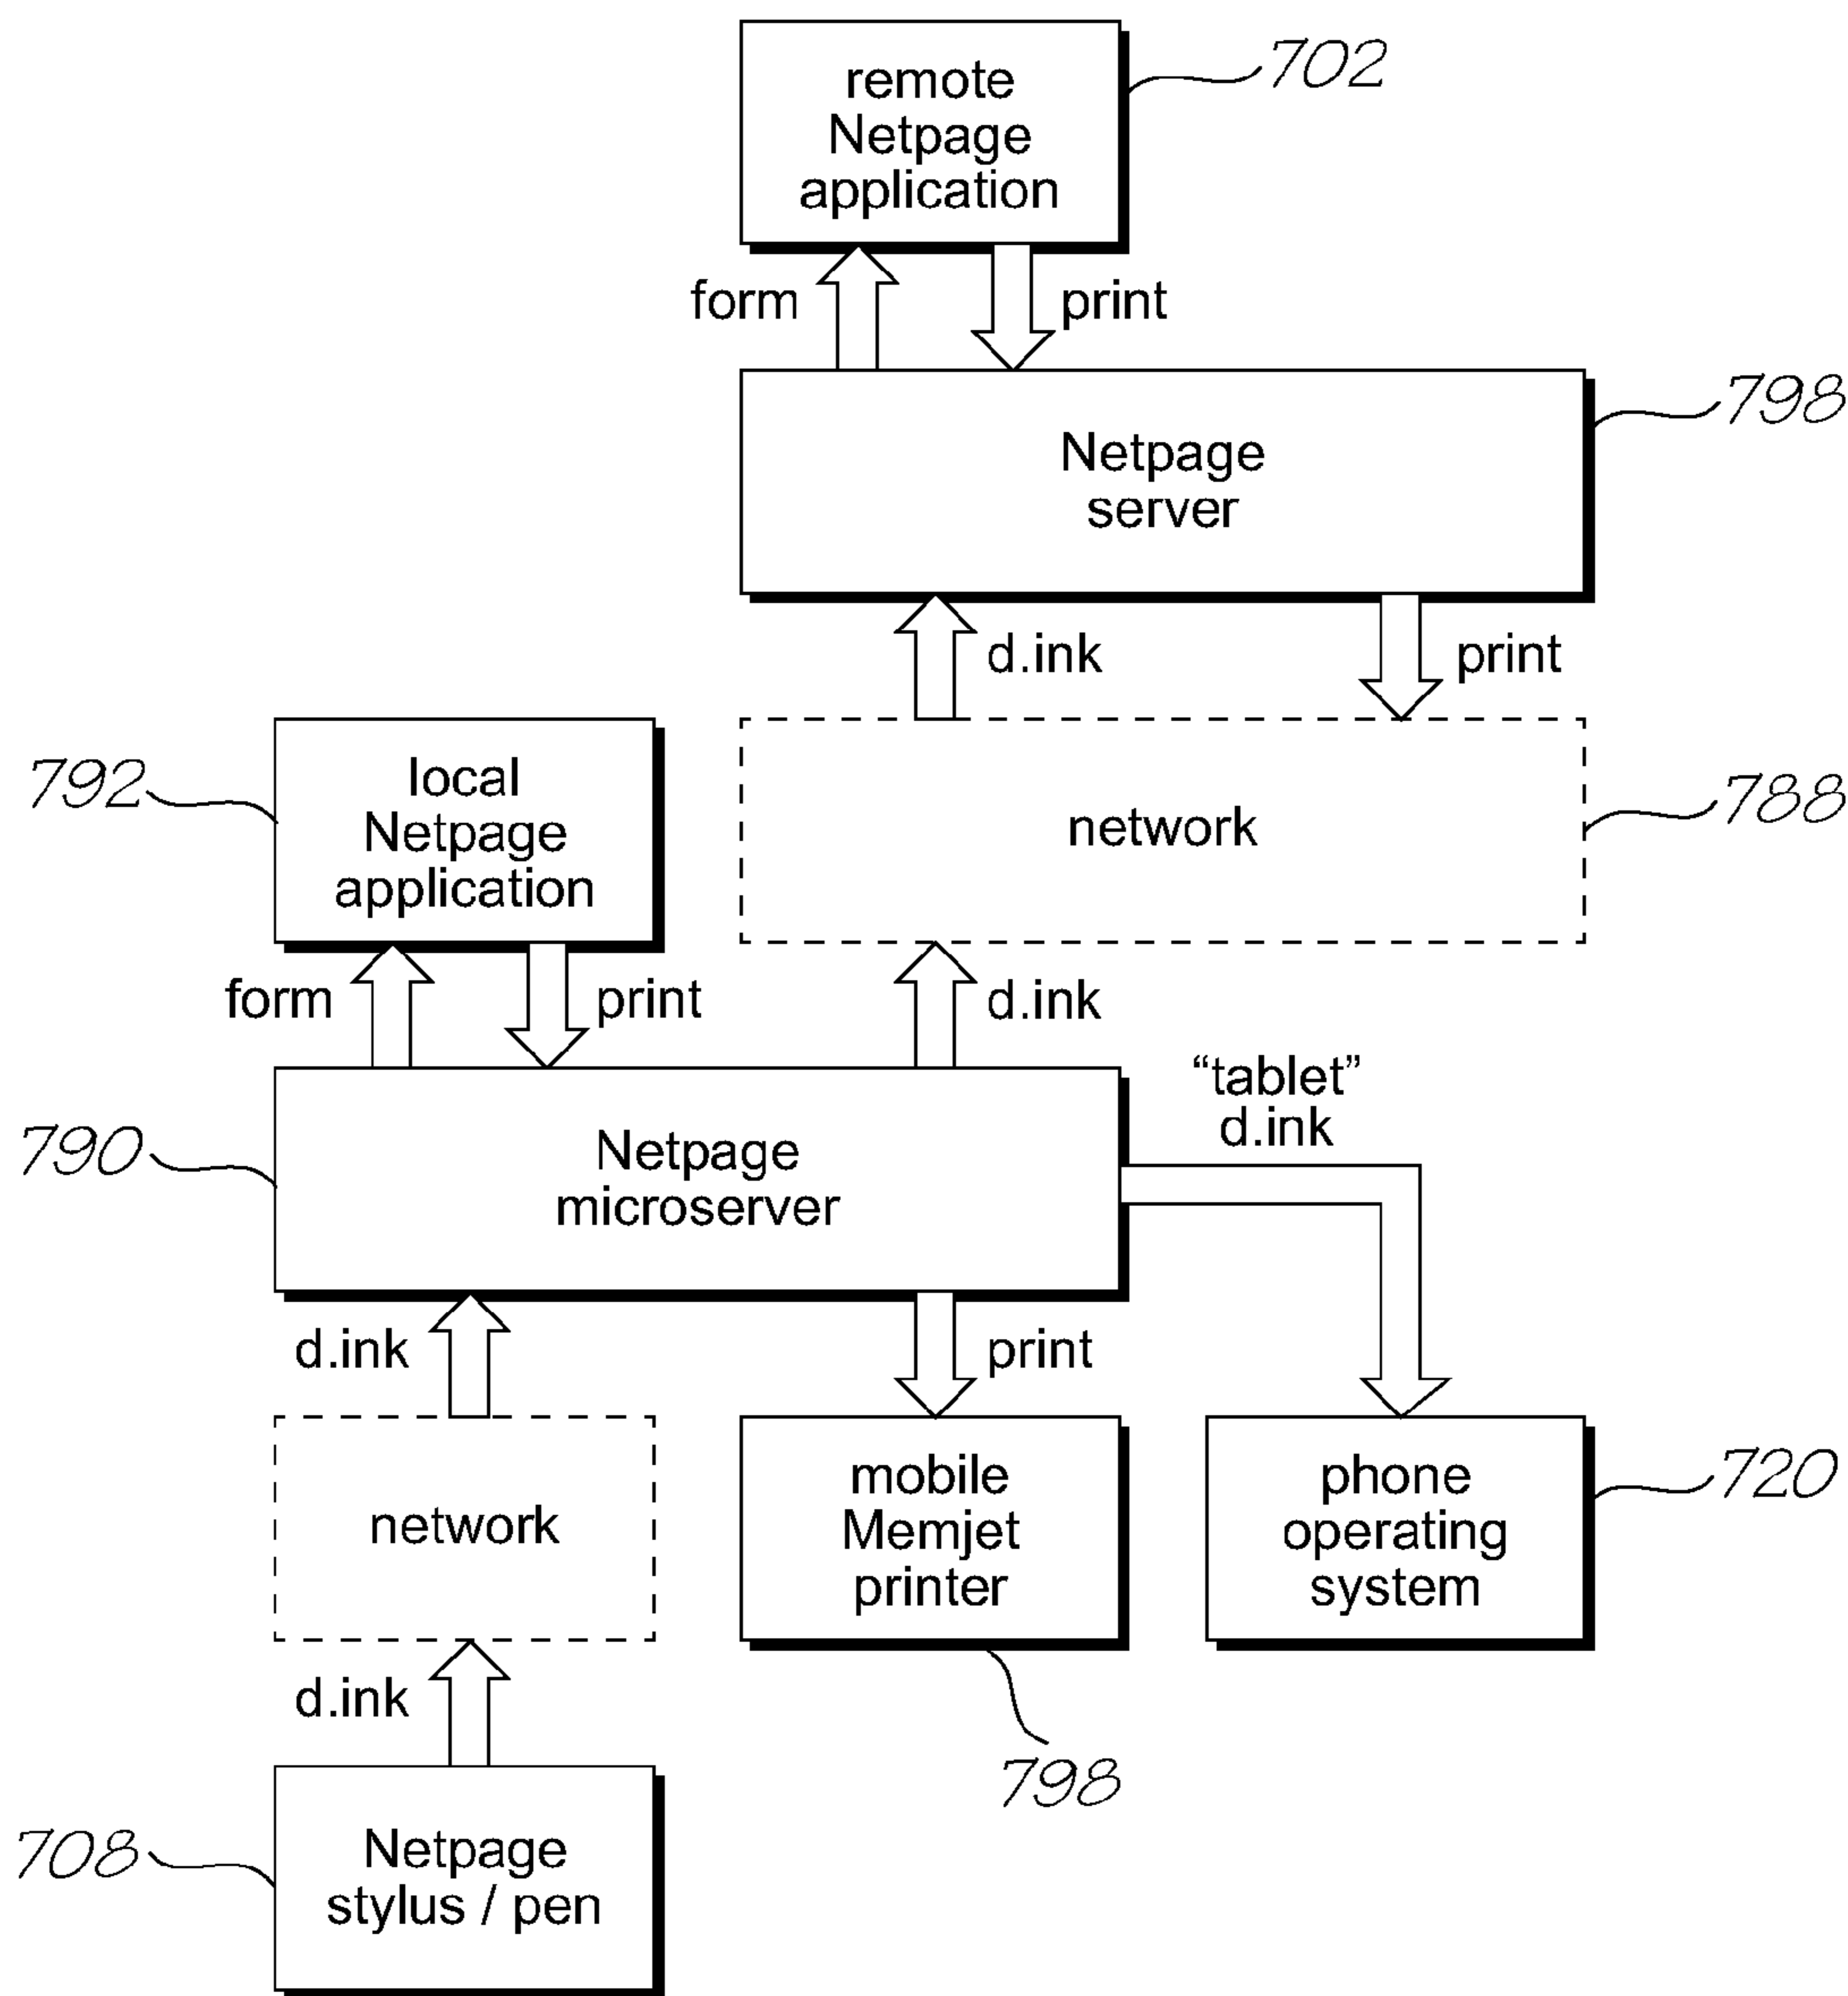 remote
Netpage
application
702
form
print
Netpage
server
798
d.ink
print
local
Netpage
application
792
network
788
form
print
d.ink
Netpage
microserver
790
“tablet”
d.ink
d.ink
print
network
mobile
Memjet
printer
798
phone
operating
system
720
d.ink
Netpage
stylus / pen
708